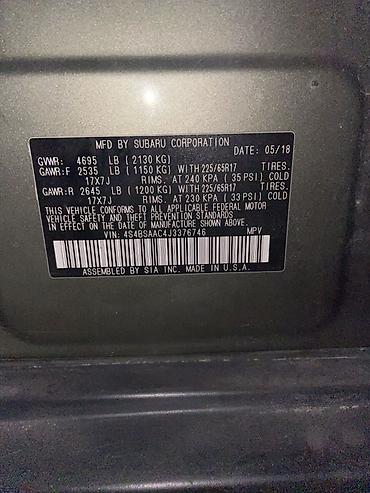 MFD BY SUBARU CORPORATION
GVWR: 4695 LB (2130 KG) DATE: 05/18
GAWR:F 2535 LB (1150 KG) WITH 225/65R17 TIRES.
17X7J RIMS. AT 240 KPA (35 PSI) COLD
GAWR:R 2645 LB (1200 KG) WITH 225/65R17 TIRES.
17X7J RIMS. AT 230 KPA (33 PSI) COLD
THIS VEHICLE CONFORMS TO ALL APPLICABLE FEDERAL MOTOR
VEHICLE SAFETY AND THEFT PREVENTION STANDARDS
IN EFFECT ON THE DATE OF MANUFACTURE SHOWN ABOVE.
VIN: 4S4BSAAC4J3376746 MPV
ASSEMBLED BY SIA INC. MADE IN U.S.A.